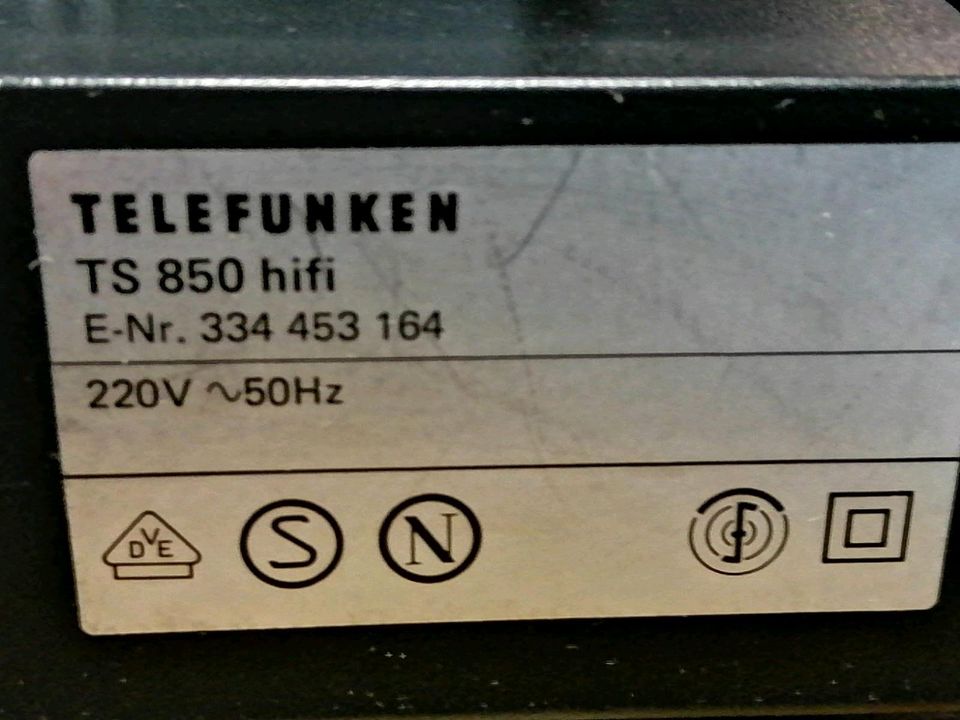 TELEFUNKEN
TS 850 hifi
E-Nr. 334 453 164
220V ~50Hz
DVE S N